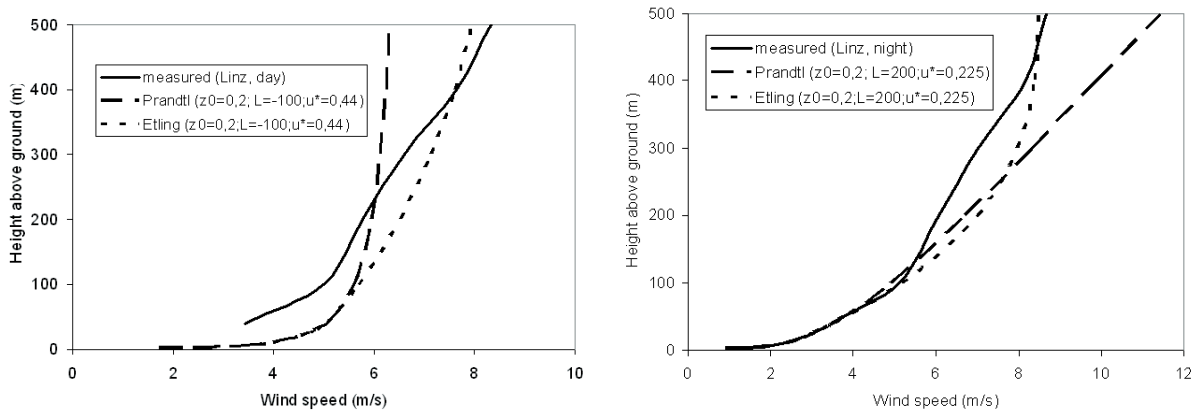 500
400
300
200
100
0
Height above ground (m)
measured (Linz, day)
Prandtl (z0=0,2; L=-100;u*=0,44)
Etling (z0=0,2;L=-100;u*=0,44)
0 2 4 6 8 10
Wind speed (m/s)
500
400
300
200
100
0
Height above ground (m)
measured (Linz, night)
Prandtl (z0=0,2; L=200;u*=0,225)
Etling (z0=0,2;L=200;u*=0,225)
0 2 4 6 8 10 12
Wind speed (m/s)